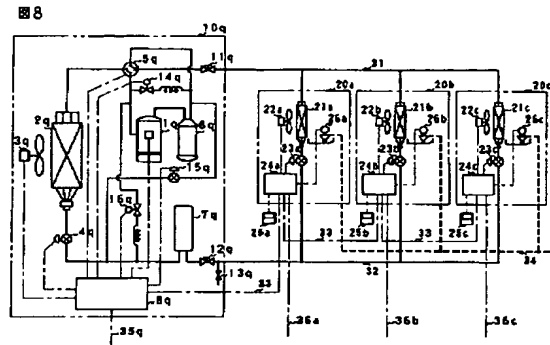 図8
10q
5q
11q
14q
31
2q
1q
6q
3q
15q
16q
4q
7q
12q
13q
8q
33
35q
20a
20b
20c
22a
21a
26a
22b
21b
26b
22c
21c
26c
23a
23b
23c
24a
24b
24c
25b
25c
33
33
34
32
36a
36b
36c